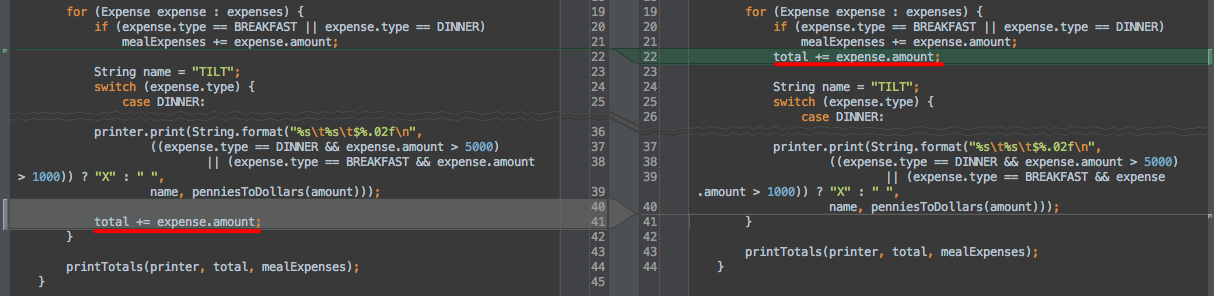 for (Expense expense : expenses) { 19
if (expense.type == BREAKFAST || expense.type == DINNER) 20
mealExpenses += expense.amount; 21
22
String name = "TILT"; 23
switch (expense.type) { 24
case DINNER: 25
printer.print(String.format("%s\t%s\t$%.02f\n", 36
((expense.type == DINNER && expense.amount > 5000) 37
|| (expense.type == BREAKFAST && expense.amount 38
> 1000)) ? "X" : " ",
name, penniesToDollars(amount))); 39
40
total += expense.amount; 41
} 42
43
printTotals(printer, total, mealExpenses); 44
} 45
19 for (Expense expense : expenses) {
20 if (expense.type == BREAKFAST || expense.type == DINNER)
21 mealExpenses += expense.amount;
22 total += expense.amount;
23
24 String name = "TILT";
25 switch (expense.type) {
26 case DINNER:
37 printer.print(String.format("%s\t%s\t$%.02f\n",
38 ((expense.type == DINNER && expense.amount > 5000)
39 || (expense.type == BREAKFAST && expense
.amount > 1000)) ? "X" : " ",
40 name, penniesToDollars(amount)));
41 }
42
43 printTotals(printer, total, mealExpenses);
44 }